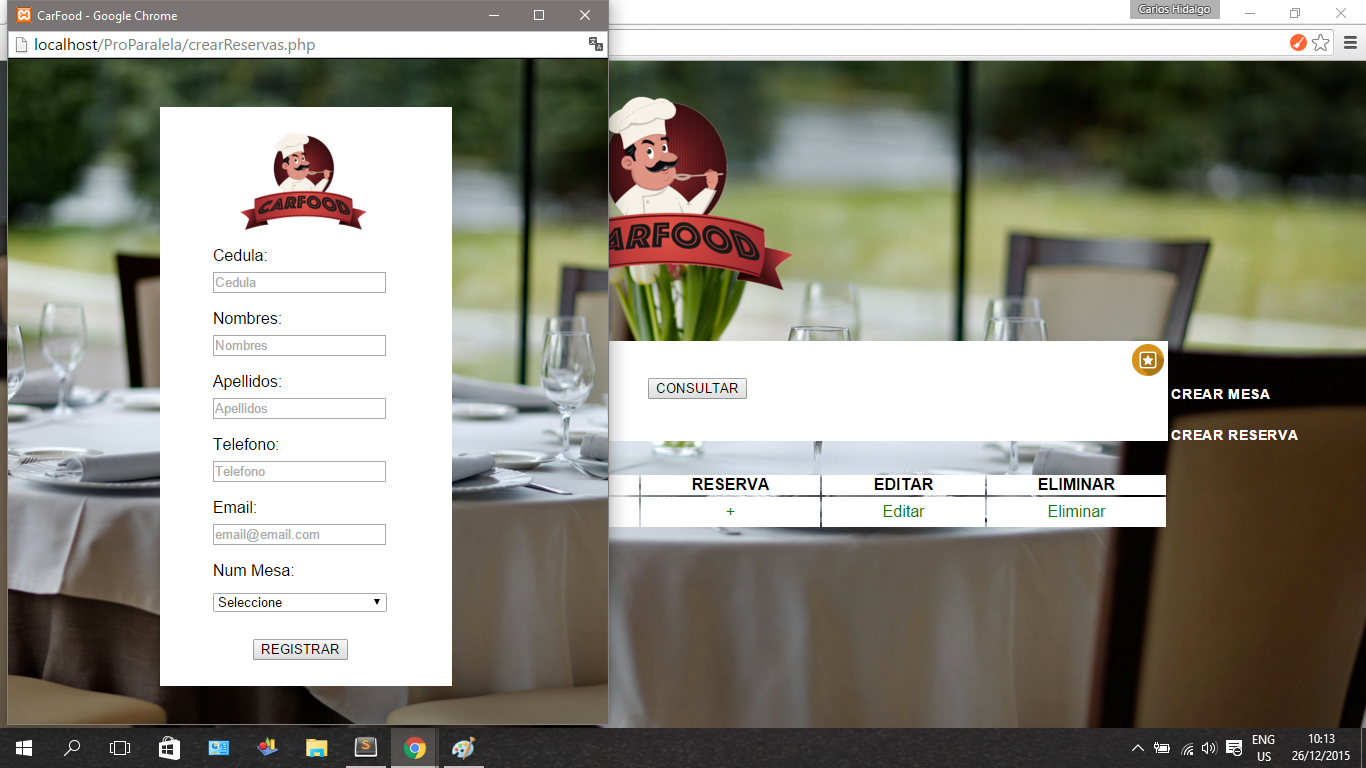 CarFood - Google Chrome
Carlos Hidalgo
localhost/ProParalela/crearReservas.php
CARFOOD
Cedula:
Cedula
Nombres:
Nombres
Apellidos:
Apellidos
Telefono:
Telefono
Email:
email@email.com
Num Mesa:
Seleccione
REGISTRAR
ARFOOD
CONSULTAR
CREAR MESA
CREAR RESERVA
RESERVA EDITAR ELIMINAR
+ Editar Eliminar
ENG 10:13
US 26/12/2015